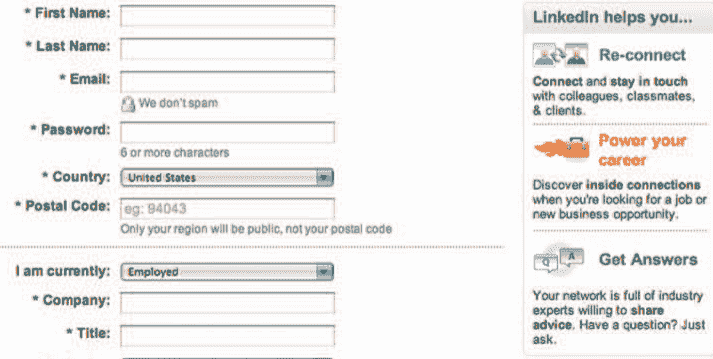 * First Name:
* Last Name:
* Email:
We don't spam
* Password:
6 or more characters
* Country: United States
* Postal Code: eg: 94043
Only your region will be public, not your postal code
I am currently: Employed
* Company:
* Title:
LinkedIn helps you...
Re-connect
Connect and stay in touch
with colleagues, classmates,
& clients.
Power your
career
Discover inside connections
when you're looking for a job or
new business opportunity.
Q A
Get Answers
Your network is full of industry
experts willing to share
advice. Have a question? Just
ask.